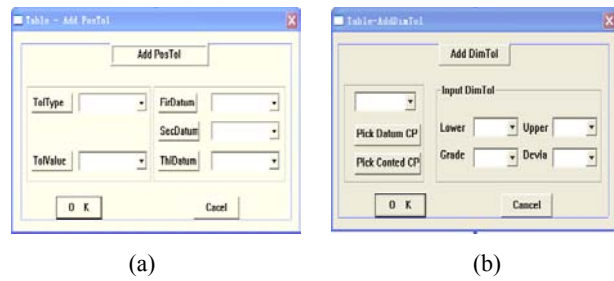 Table - Add PosTol
Add PosTol
TolType
FirDatum
SecDatum
TolValue
ThiDatum
O K
Cacel
(a)
Table-AddDimTol
Add DimTol
Input DimTol
Pick Datum CP
Pick Conted CP
Lower
Upper
Grade
Devia
O K
Cancel
(b)